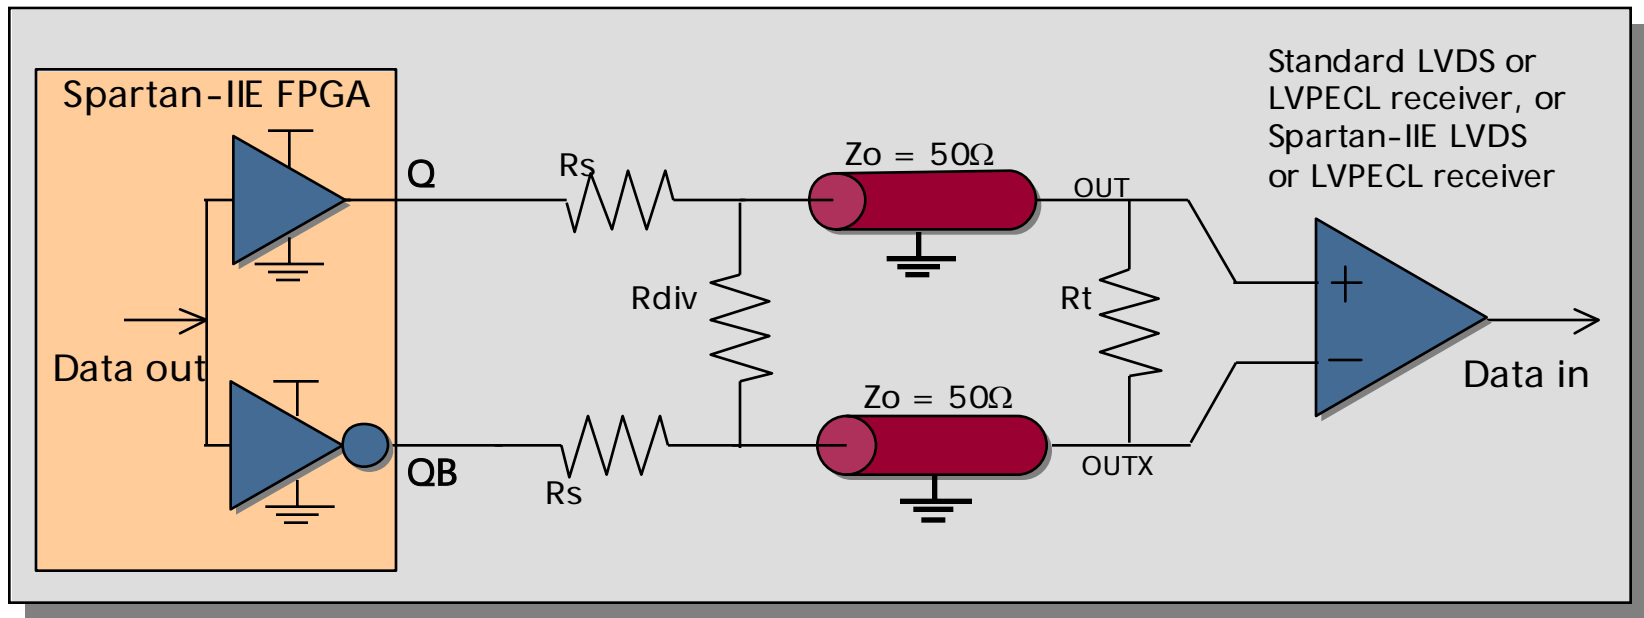 Spartan-IIE FPGA
Q
Data out
QB
Rs
Rs
Rdiv
Zo = 50Ω
Zo = 50Ω
OUT
Rt
OUTX
Standard LVDS or
LVPECL receiver, or
Spartan-IIE LVDS
or LVPECL receiver
+
−
Data in